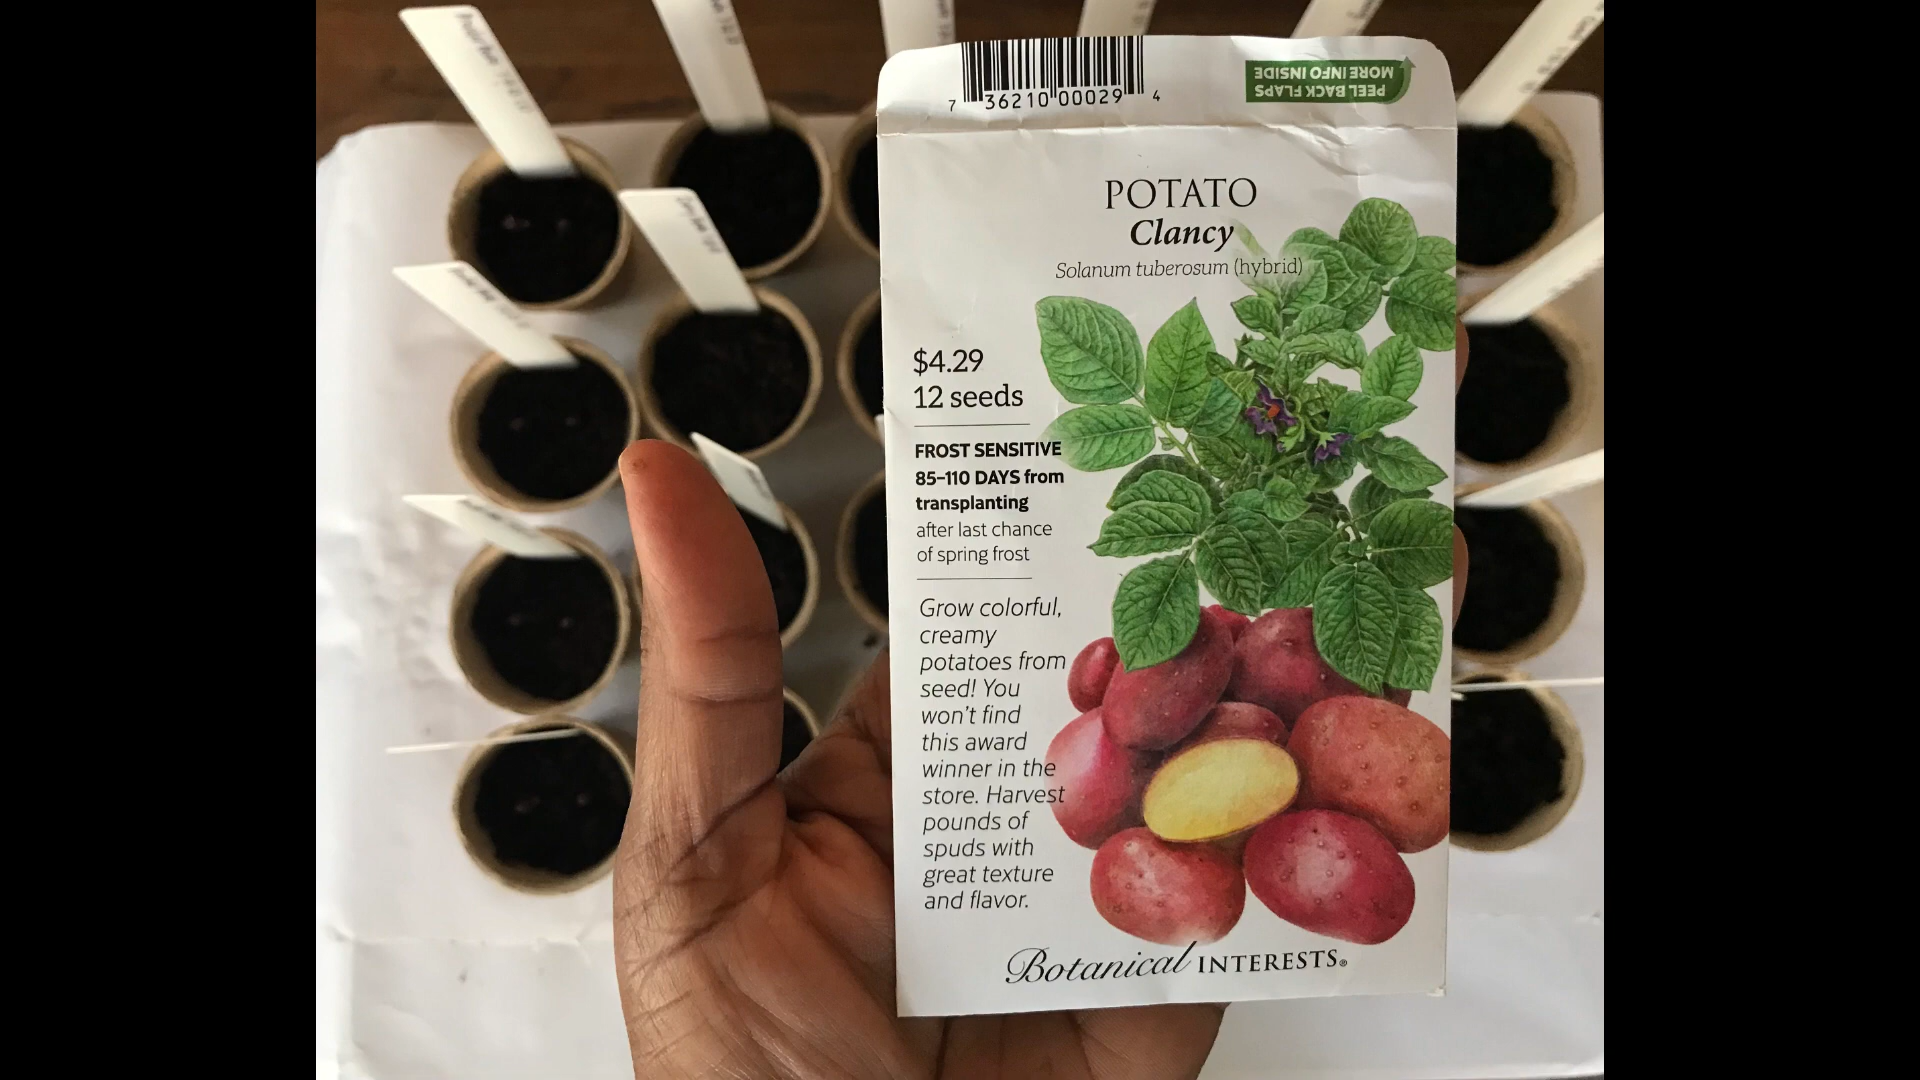 7 36210 00029 4
PEEL BACK FLAPS
MORE INFO INSIDE
POTATO
Clancy
Solanum tuberosum (hybrid)
$4.29
12 seeds
FROST SENSITIVE
85–110 DAYS from
transplanting
after last chance
of spring frost
Grow colorful,
creamy
potatoes from
seed! You
won't find
this award
winner in the
store. Harvest
pounds of
spuds with
great texture
and flavor.
Botanical INTERESTS®